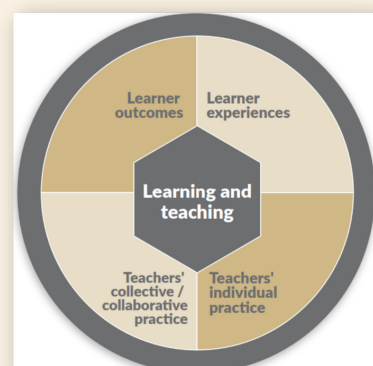 Learner
outcomes
Learner
experiences
Learning and
teaching
Teachers'
collective /
collaborative
practice
Teachers'
individual
practice